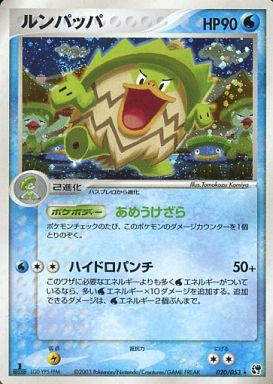 ルンパッパ HP90
Illus.Tomokazu Komiya
2進化
ハスブレロから進化
ポケボディー あめうけざら
ポケモンチェックのたび、このポケモンのダメージカウンターを1
個とりのぞく。
ハイドロパンチ 50+
このワザに必要なエネルギーよりも多く エネルギーがついている
なら、多い エネルギー×10ダメージを追加する。追加
できるダメージは、 エネルギー2個ぶんまで。
弱点 抵抗力 にげる
1
EDITION
©2003 Pokémon/Nintendo/Creatures/GAME FREAK.
020/053